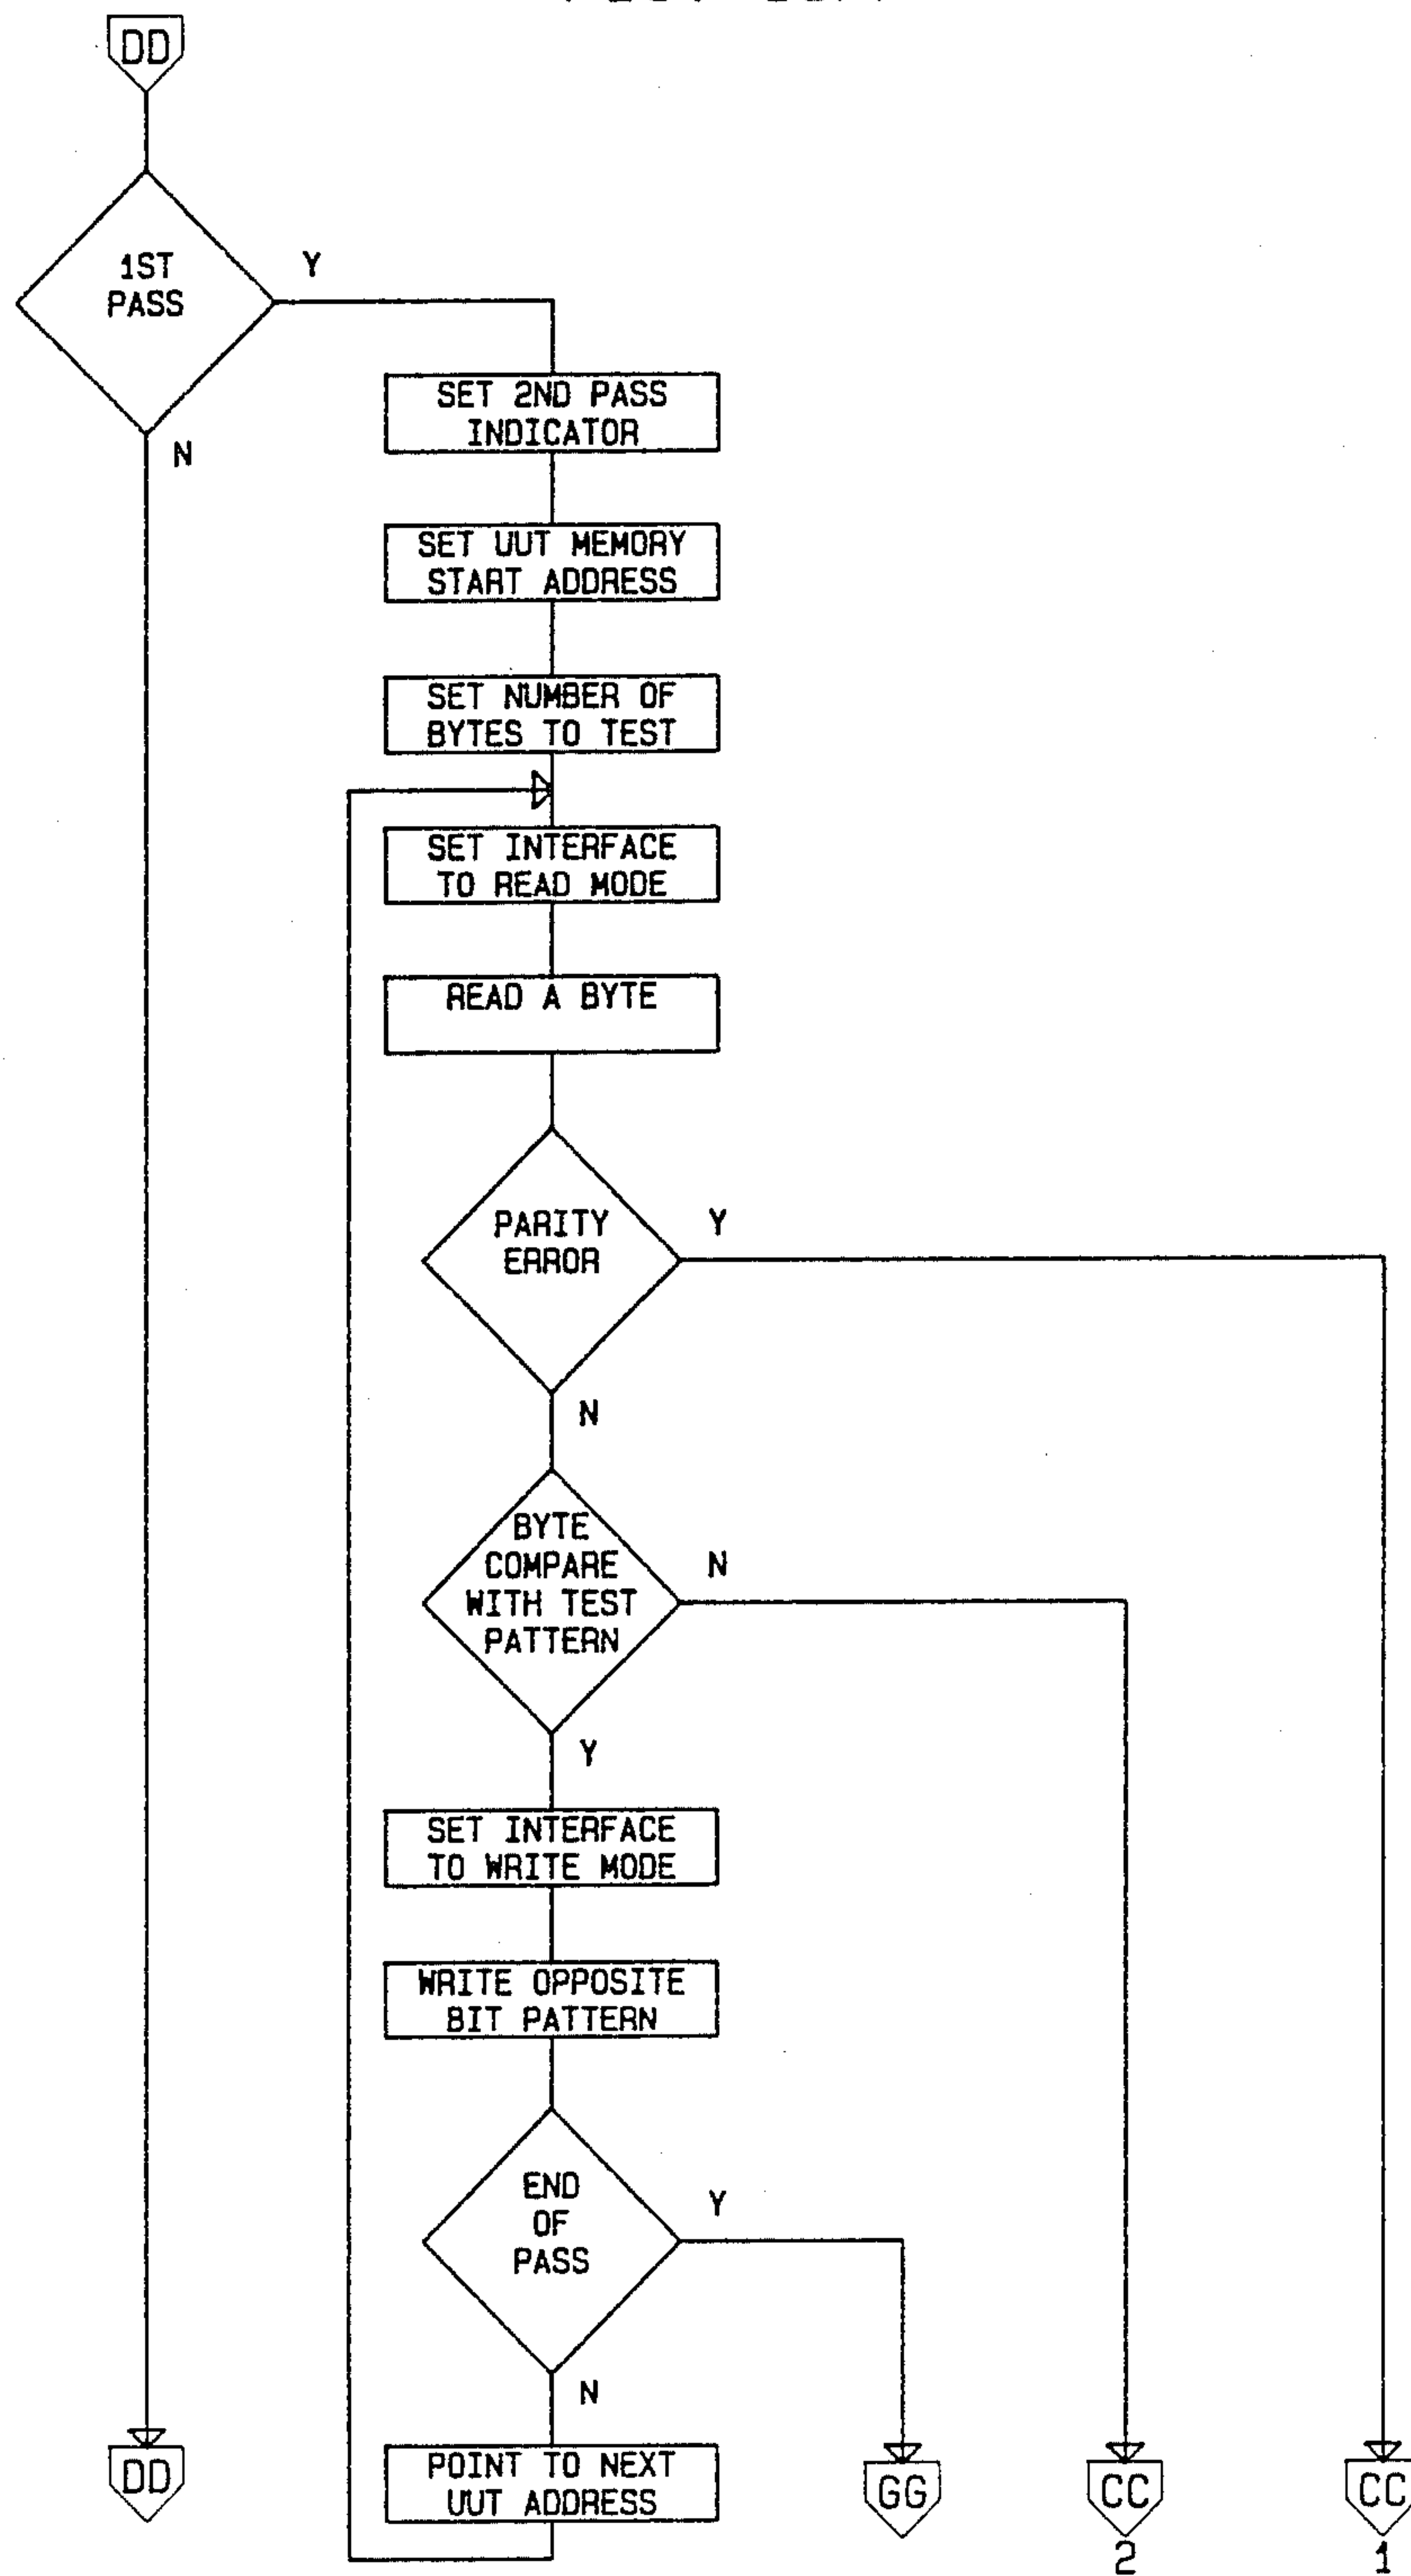 DD
1ST
PASS
Y
N
SET 2ND PASS
INDICATOR
SET UUT MEMORY
START ADDRESS
SET NUMBER OF
BYTES TO TEST
SET INTERFACE
TO READ MODE
READ A BYTE
PARITY
ERROR
Y
N
BYTE
COMPARE
WITH TEST
PATTERN
N
Y
SET INTERFACE
TO WRITE MODE
WRITE OPPOSITE
BIT PATTERN
END
OF
PASS
Y
N
POINT TO NEXT
UUT ADDRESS
DD
GG
CC
2
CC
1